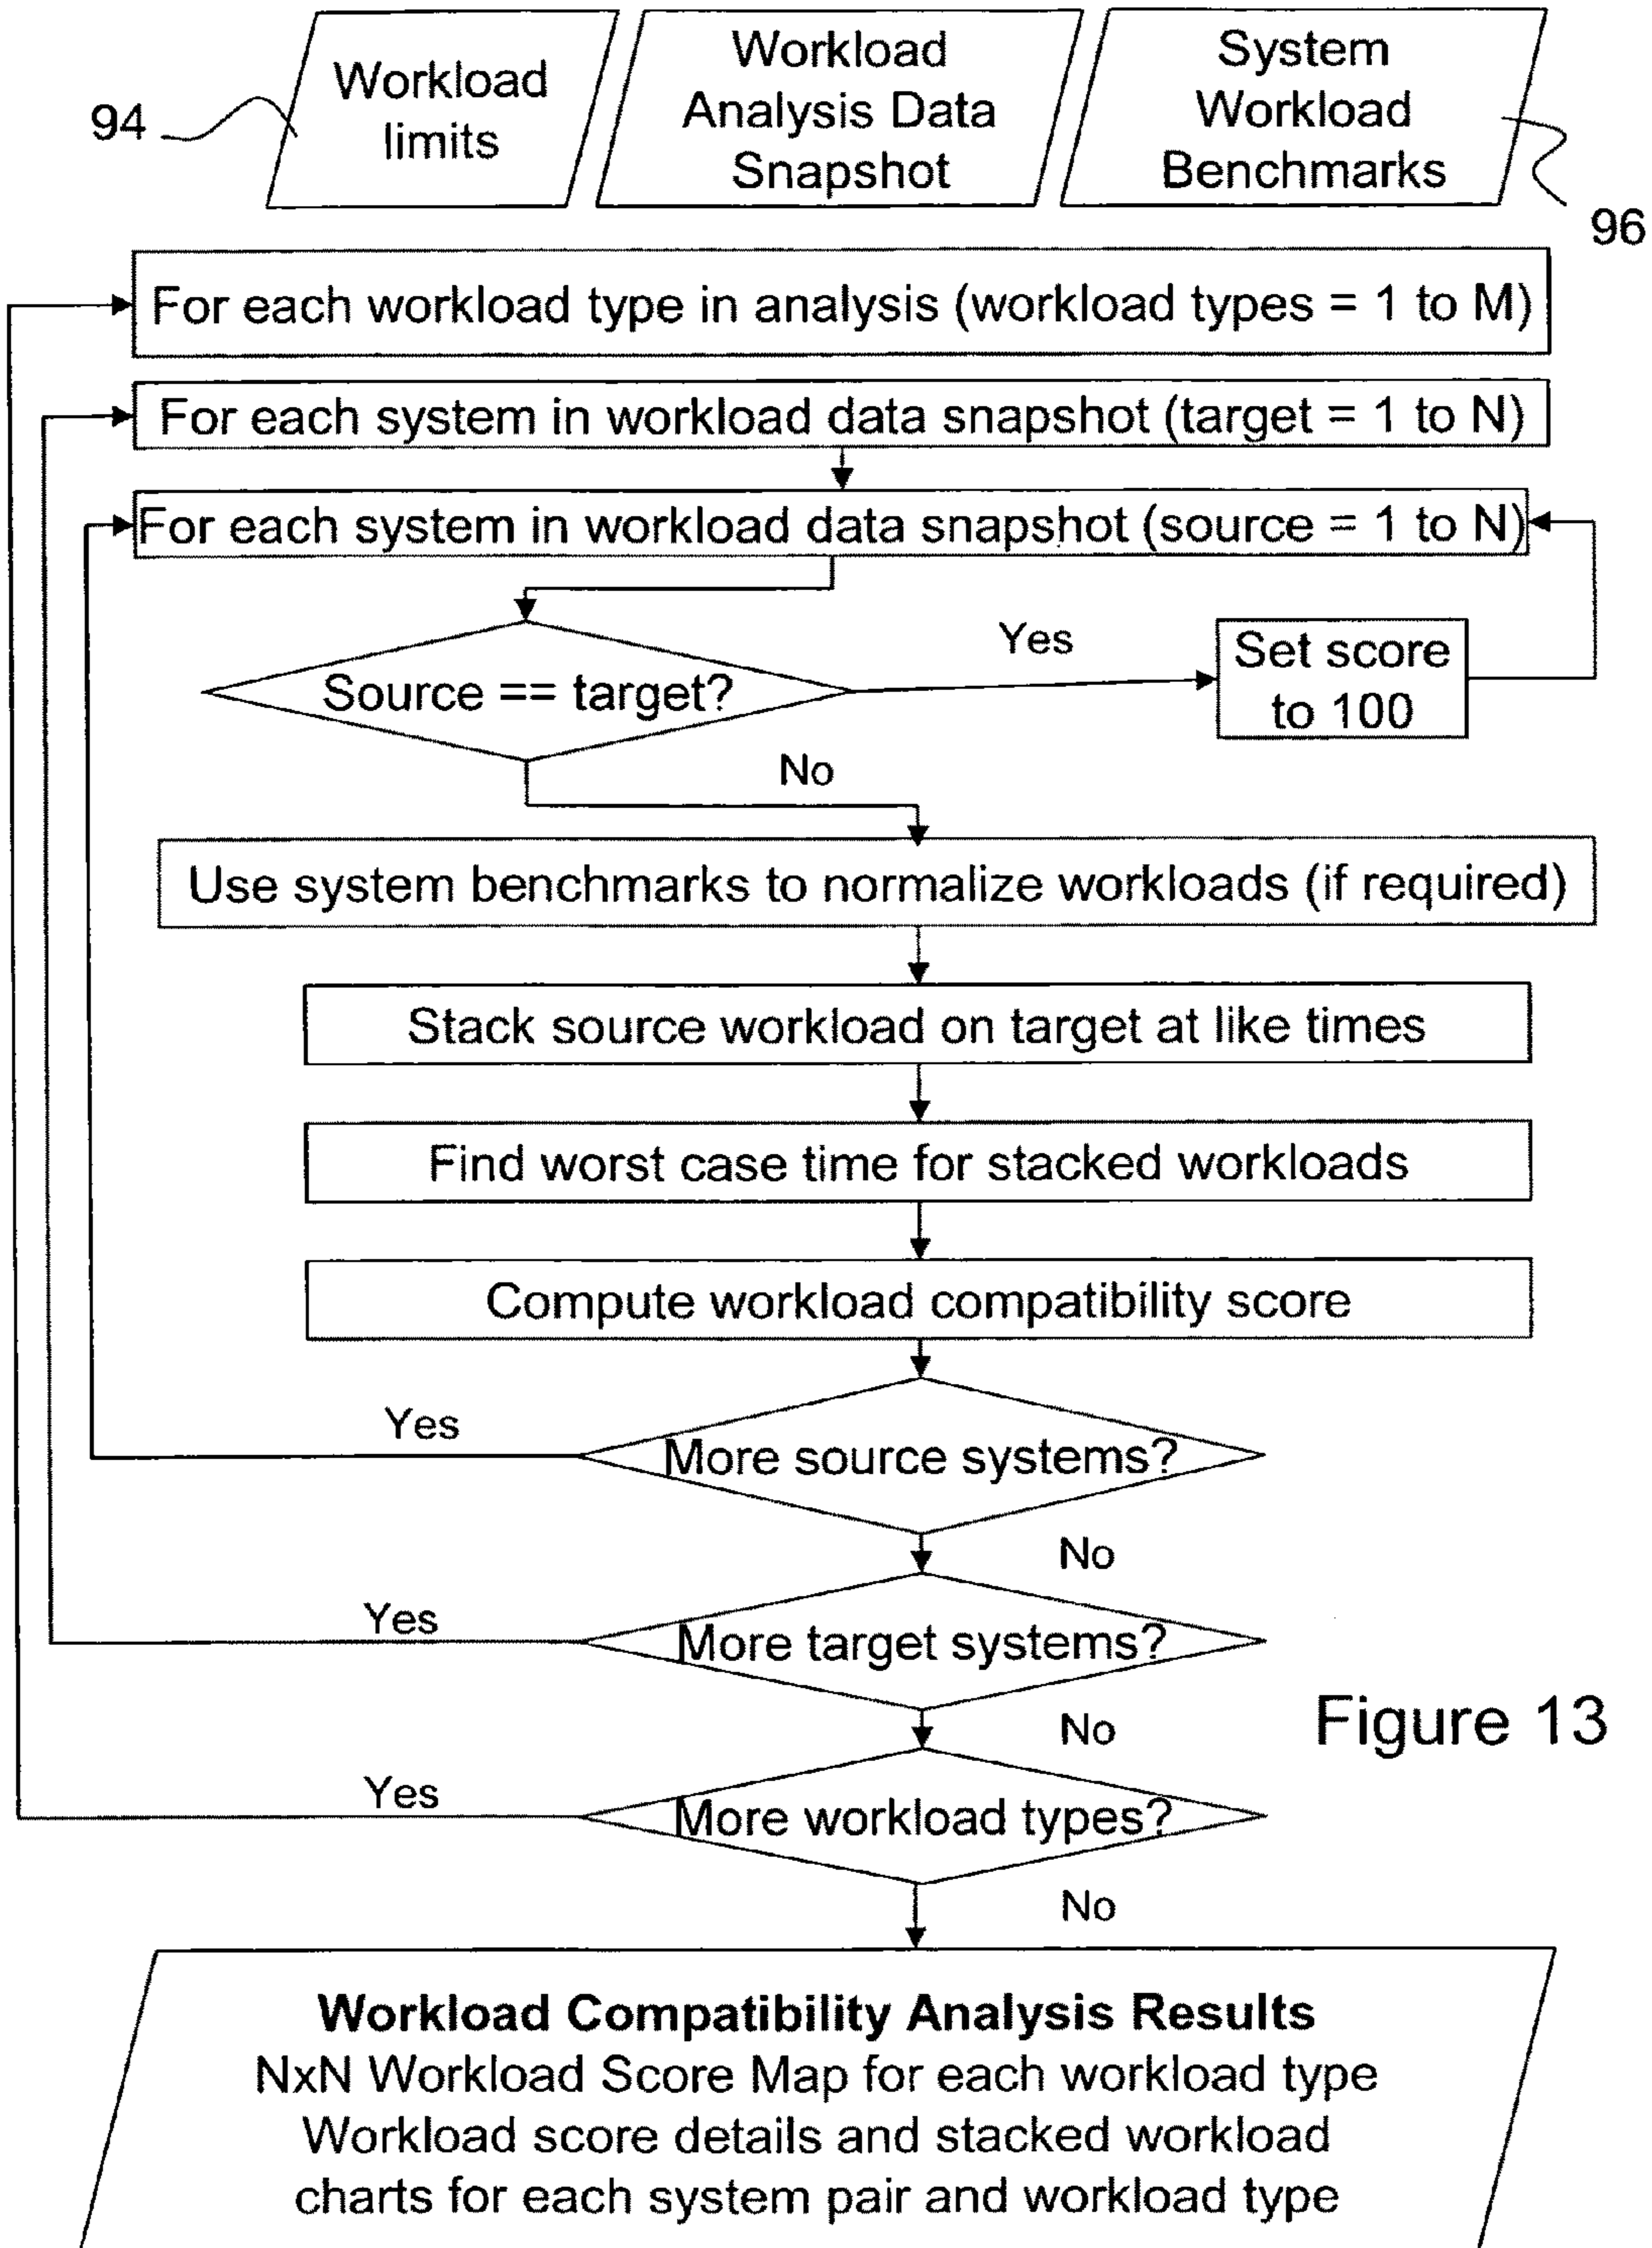 Workload
limits
Workload
Analysis Data
Snapshot
System
Workload
Benchmarks
94
96
For each workload type in analysis (workload types = 1 to M)
For each system in workload data snapshot (target = 1 to N)
For each system in workload data snapshot (source = 1 to N)
Source == target?
Yes
Set score
to 100
No
Use system benchmarks to normalize workloads (if required)
Stack source workload on target at like times
Find worst case time for stacked workloads
Compute workload compatibility score
Yes
More source systems?
No
Yes
More target systems?
No
Figure 13
Yes
More workload types?
No
Workload Compatibility Analysis Results
NxN Workload Score Map for each workload type
Workload score details and stacked workload
charts for each system pair and workload type